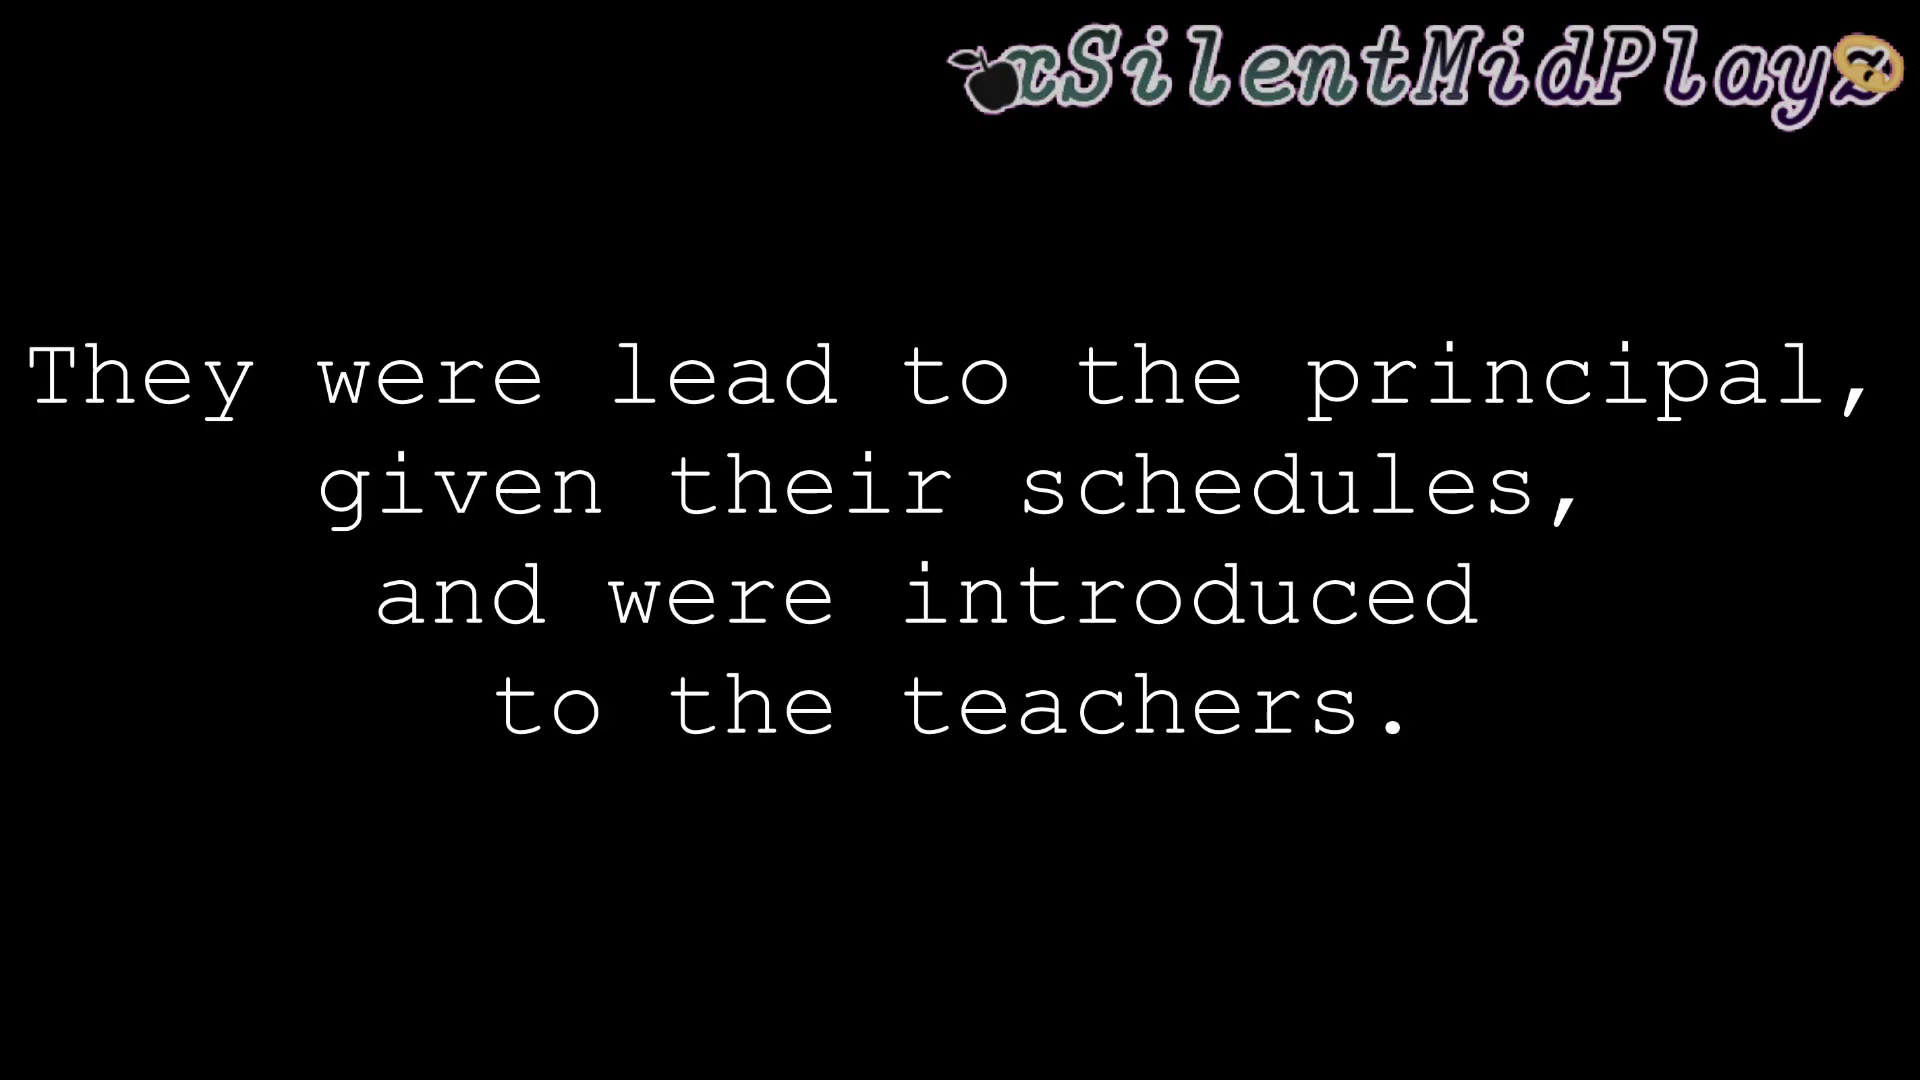 xSilentMidPlayz
They were lead to the principal,
given their schedules,
and were introduced
to the teachers.